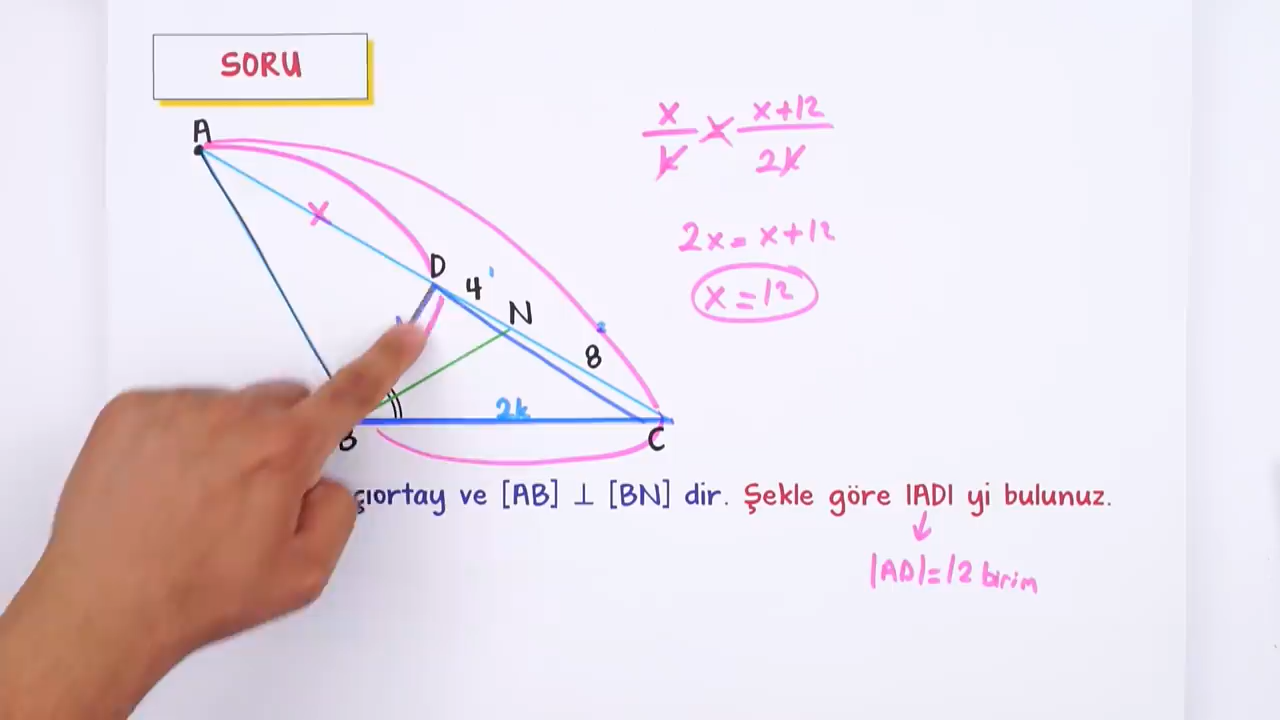 SORU
A
x
x+12
k
x
2k
2x = x+12
x = 12
x
D
4
N
8
2k
B
C
çıortay ve [AB] ⊥ [BN] dir. Şekle göre |AD| yi bulunuz.
|AD| = 12 birim